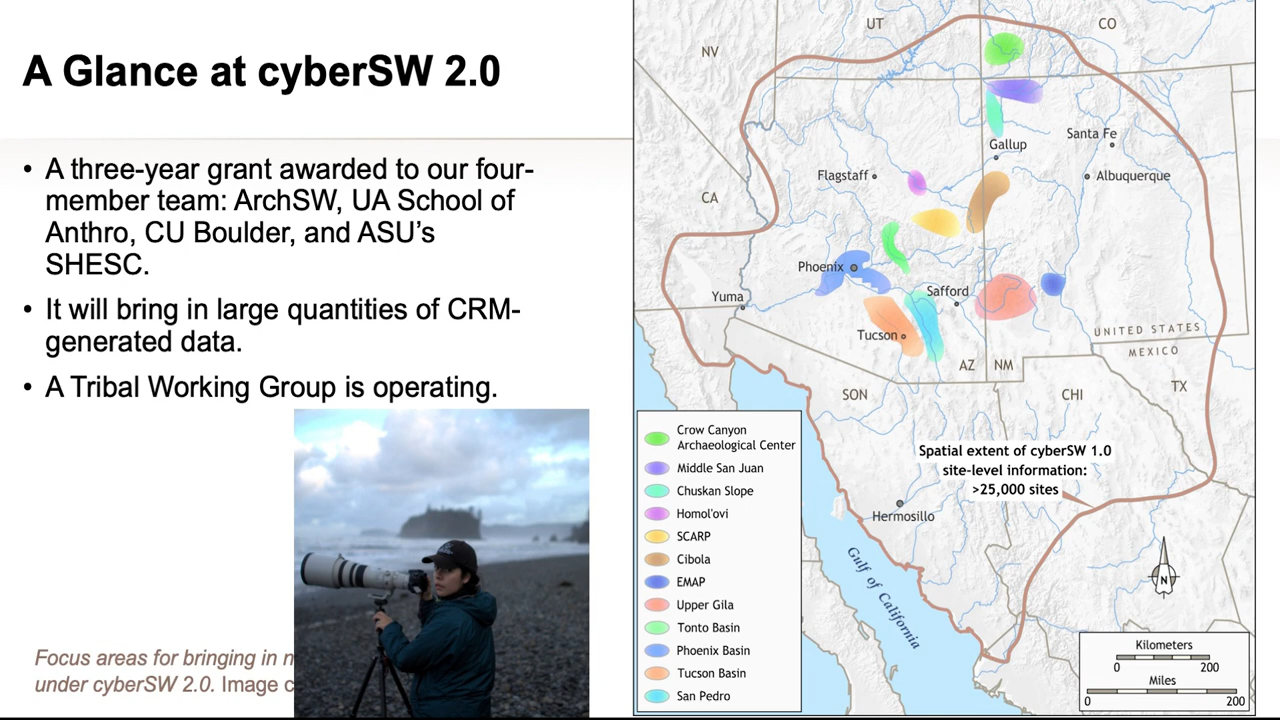 A Glance at cyberSW 2.0
• A three-year grant awarded to our four-
member team: ArchSW, UA School of
Anthro, CU Boulder, and ASU’s
SHESC.
• It will bring in large quantities of CRM-
generated data.
• A Tribal Working Group is operating.
Focus areas for bringing in
under cyberSW 2.0. Image
UT
CO
NV
Santa Fe
Gallup
Flagstaff
Albuquerque
CA
Phoenix
Safford
Yuma
Tucson
UNITED STATES
MEXICO
AZ
NM
TX
SON
CHI
Spatial extent of cyberSW 1.0
site-level information:
>25,000 sites
Hermosillo
Gulf of California
N
Crow Canyon
Archaeological Center
Middle San Juan
Chuskan Slope
Homol'ovi
SCARP
Cibola
EMAP
Upper Gila
Tonto Basin
Phoenix Basin
Tucson Basin
San Pedro
Kilometers
0 200
Miles
0 200